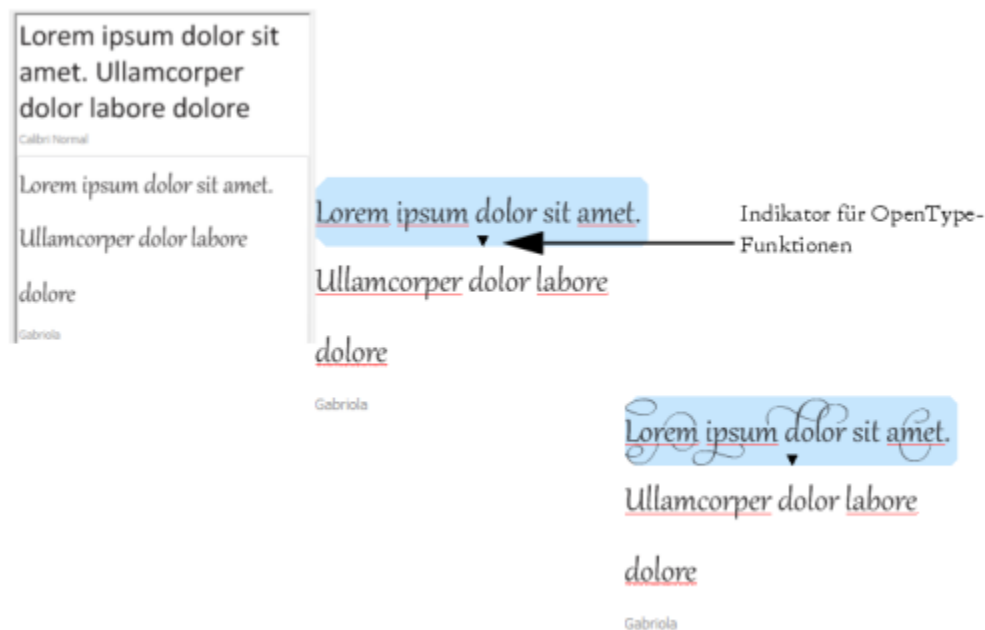 Lorem ipsum dolor sit
amet. Ullamcorper
dolor labore dolore
Calibri Normal
Lorem ipsum dolor sit amet.
Ullamcorper dolor labore
dolore
Gabriola
Lorem ipsum dolor sit amet.
Ullamcorper dolor labore
dolore
Gabriola
Indikator für OpenType-
Funktionen
Lorem ipsum dolor sit amet.
Ullamcorper dolor labore
dolore
Gabriola